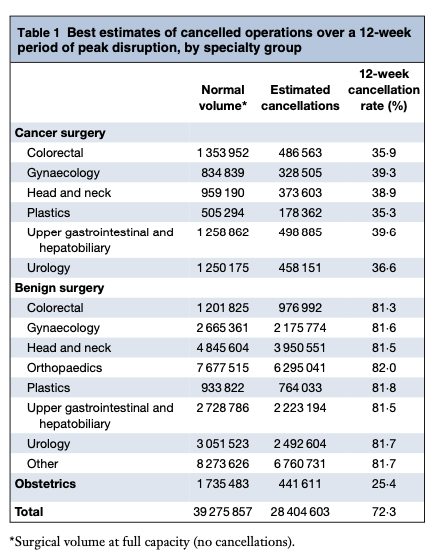 Table 1 Best estimates of cancelled operations over a 12-week
period of peak disruption, by specialty group
Normal volume* Estimated cancellations 12-week cancellation rate (%)
Cancer surgery
Colorectal 1 353 952 486 563 35·9
Gynaecology 834 839 328 505 39·3
Head and neck 959 190 373 603 38·9
Plastics 505 294 178 362 35·3
Upper gastrointestinal and 1 258 862 498 885 39·6
hepatobiliary
Urology 1 250 175 458 151 36·6
Benign surgery
Colorectal 1 201 825 976 992 81·3
Gynaecology 2 665 361 2 175 774 81·6
Head and neck 4 845 604 3 950 551 81·5
Orthopaedics 7 677 515 6 295 041 82·0
Plastics 933 822 764 033 81·8
Upper gastrointestinal and 2 728 786 2 223 194 81·5
hepatobiliary
Urology 3 051 523 2 492 604 81·7
Other 8 273 626 6 760 731 81·7
Obstetrics 1 735 483 441 611 25·4
Total 39 275 857 28 404 603 72·3
*Surgical volume at full capacity (no cancellations).